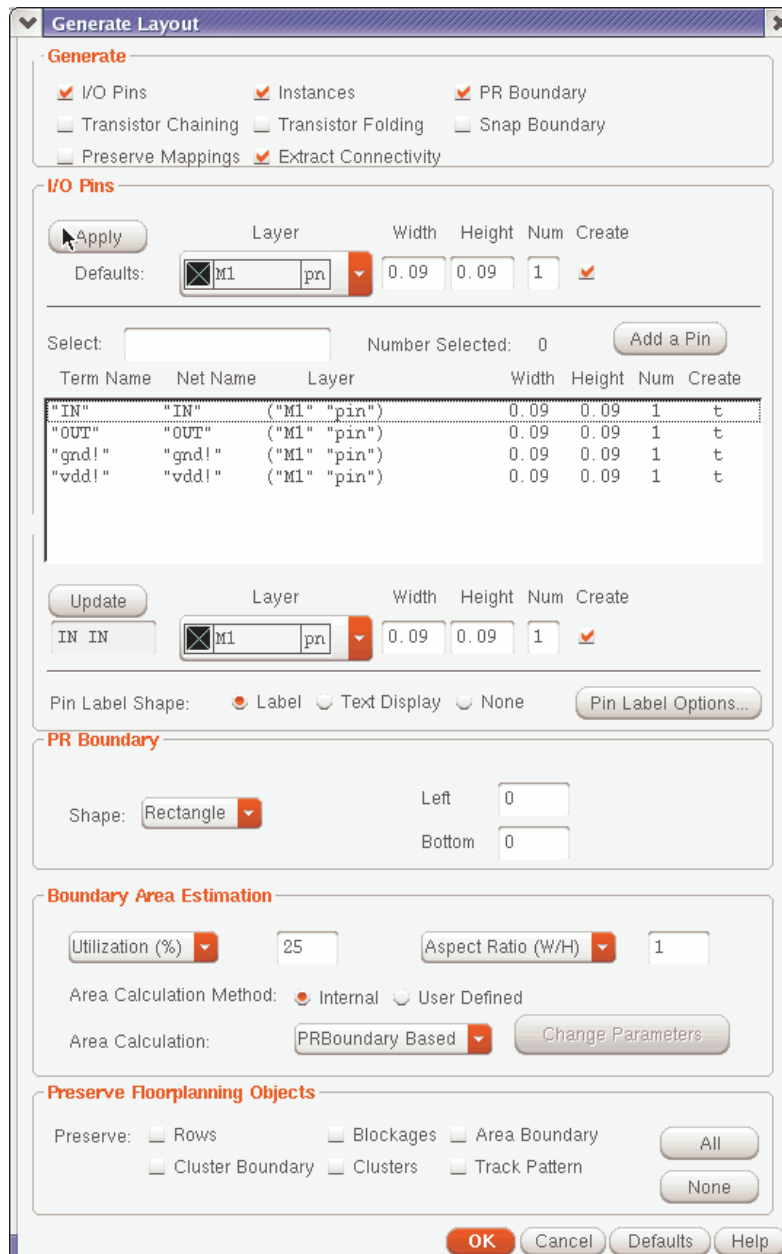 Generate Layout
Generate
I/O Pins Instances PR Boundary
Transistor Chaining Transistor Folding Snap Boundary
Preserve Mappings Extract Connectivity
I/O Pins
Apply Layer Width Height Num Create
Defaults: M1 pn 0.09 0.09 1
Select: Number Selected: 0 Add a Pin
Term Name Net Name Layer Width Height Num Create
"IN" "IN" ("M1" "pin") 0.09 0.09 1 t
"OUT" "OUT" ("M1" "pin") 0.09 0.09 1 t
"gnd!" "gnd!" ("M1" "pin") 0.09 0.09 1 t
"vdd!" "vdd!" ("M1" "pin") 0.09 0.09 1 t
Update Layer Width Height Num Create
IN IN M1 pn 0.09 0.09 1
Pin Label Shape: Label Text Display None Pin Label Options...
PR Boundary
Shape: Rectangle Left 0
Bottom 0
Boundary Area Estimation
Utilization (%) 25 Aspect Ratio (W/H) 1
Area Calculation Method: Internal User Defined
Area Calculation: PRBoundary Based Change Parameters
Preserve Floorplanning Objects
Preserve: Rows Blockages Area Boundary All
Cluster Boundary Clusters Track Pattern None
OK Cancel Defaults Help